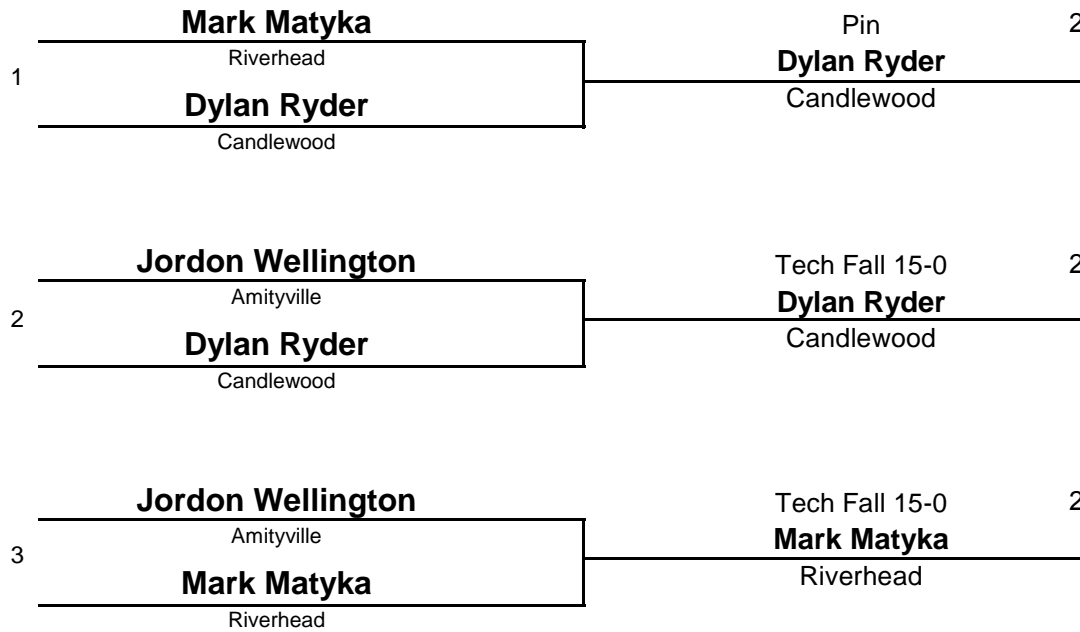 Mark Matyka
Riverhead
1
Dylan Ryder
Candlewood
Pin
2
Dylan Ryder
Candlewood
Jordon Wellington
Amityville
2
Dylan Ryder
Candlewood
Tech Fall 15-0
2
Dylan Ryder
Candlewood
Jordon Wellington
Amityville
3
Mark Matyka
Riverhead
Tech Fall 15-0
2
Mark Matyka
Riverhead